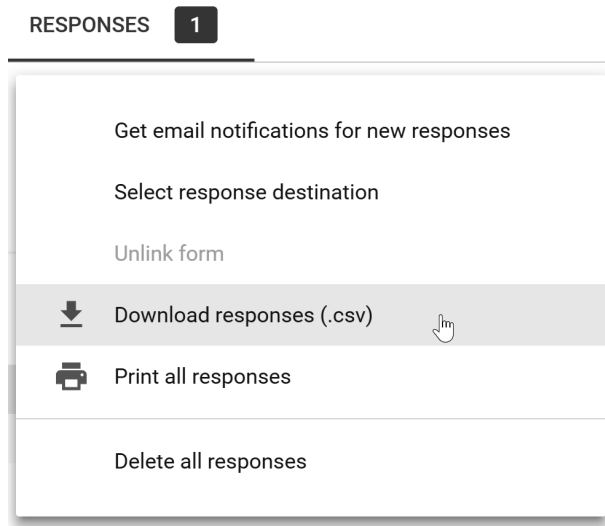 RESPONSES 1
Get email notifications for new responses
Select response destination
Unlink form
Download responses (.csv)
Print all responses
Delete all responses